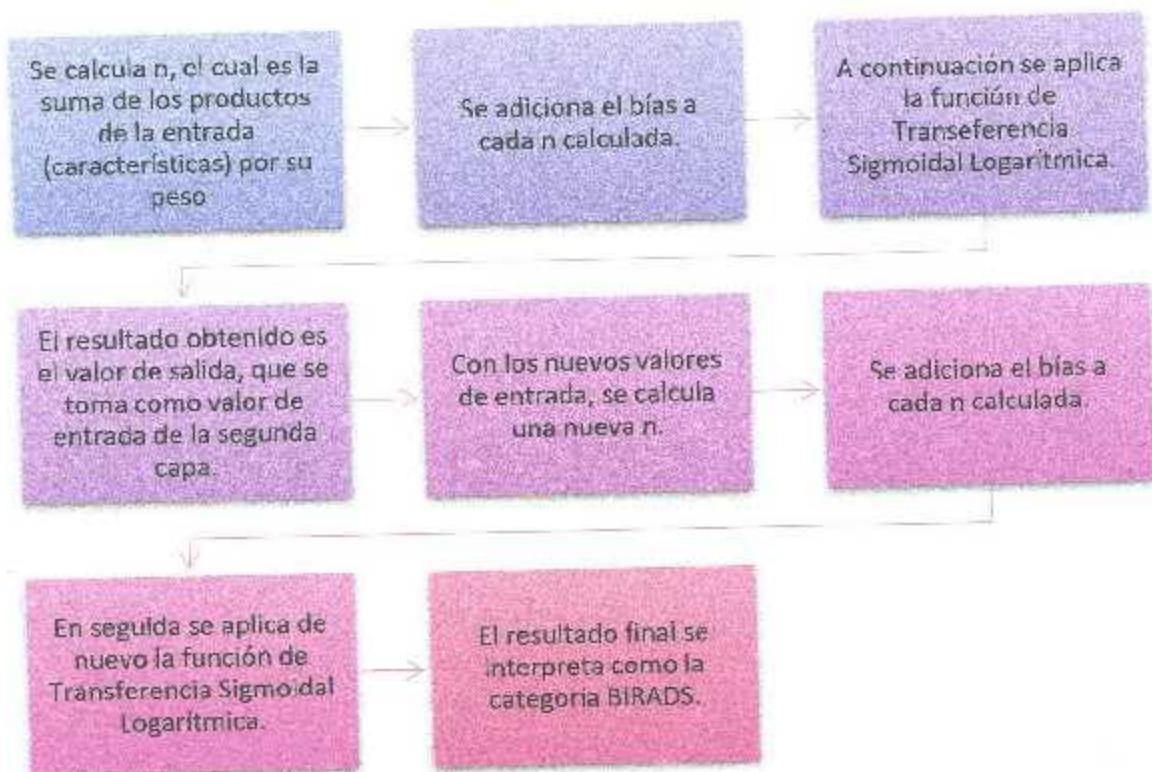 Se calcula n, el cual es la
suma de los productos
de la entrada
(características) por su
peso
Se adiciona el bías a
cada n calculada.
A continuación se aplica
la función de
Transeferencia
Sigmoidal Logarítmica.
El resultado obtenido es
el valor de salida, que se
toma como valor de
entrada de la segunda
capa.
Con los nuevos valores
de entrada, se calcula
una nueva n.
Se adiciona el bías a
cada n calculada.
En seguida se aplica de
nuevo la función de
Transferencia Sigmoidal
Logarítmica.
El resultado final se
interpreta como la
categoria BIRADS.